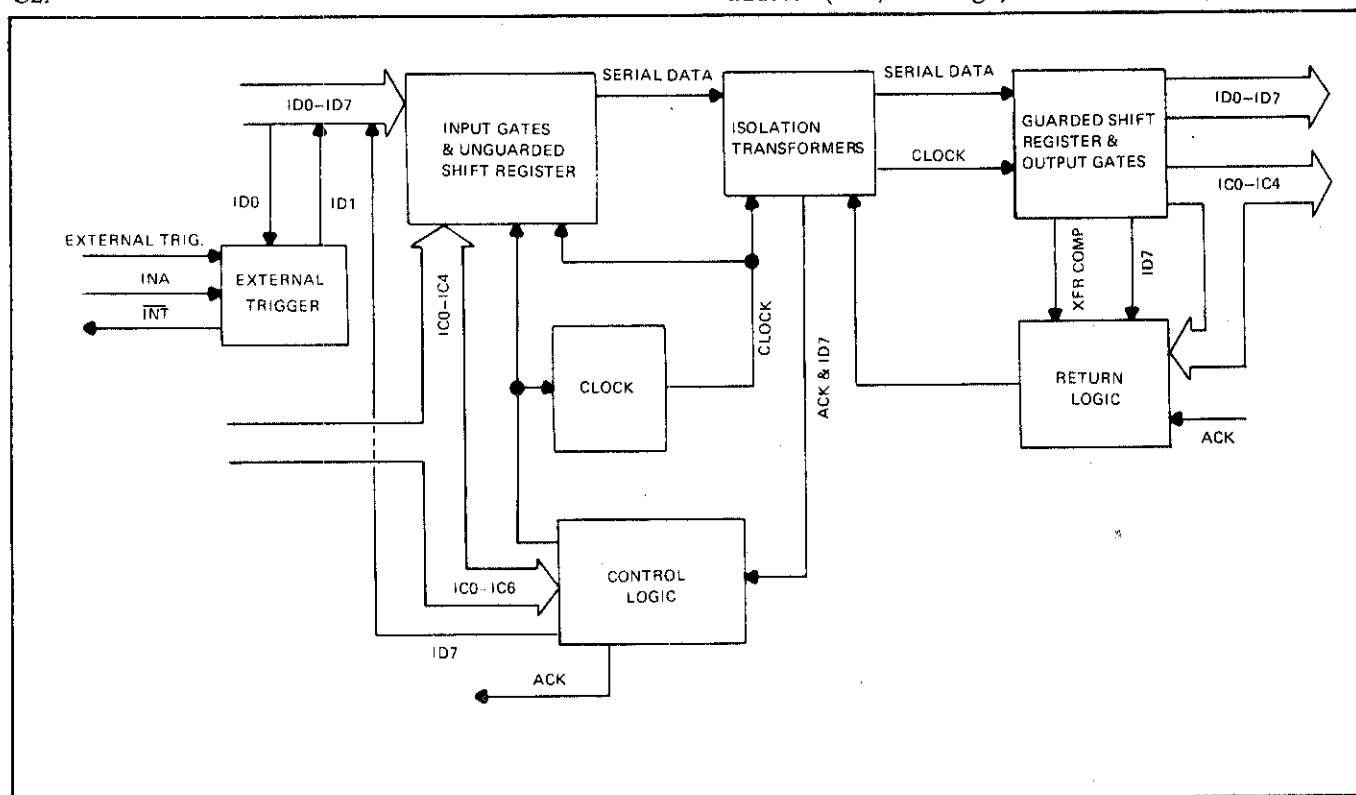 SERIAL DATA
SERIAL DATA
ID0–ID7
INPUT GATES
& UNGUARDED
SHIFT REGISTER
ISOLATION
TRANSFORMERS
GUARDED SHIFT
REGISTER &
OUTPUT GATES
ID0–ID7
CLOCK
IC0–IC4
ID0
ID1
EXTERNAL TRIG.
INA
INT
EXTERNAL
TRIGGER
IC0–IC4
CLOCK
CLOCK
ACK & ID7
XFR COMP
ID7
RETURN
LOGIC
ACK
IC0–IC6
CONTROL
LOGIC
ID7
ACK